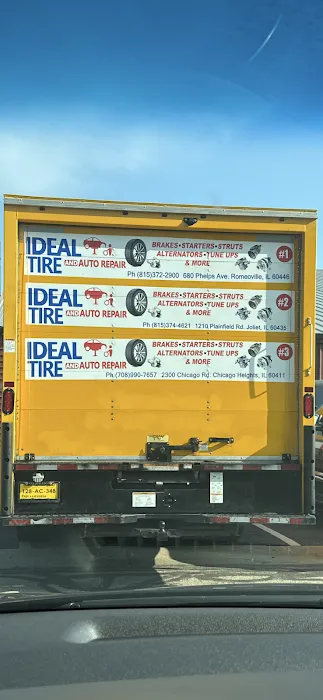 IDEAL
TIRE AND AUTO REPAIR
BRAKES•STARTERS•STRUTS
ALTERNATORS•TUNE UPS
& MORE
#1
Ph (815)372-2900 680 Phelps Ave. Romeoville, IL 60446
IDEAL
TIRE AND AUTO REPAIR
BRAKES•STARTERS•STRUTS
ALTERNATORS•TUNE UPS
& MORE
#2
Ph (815)374-4621 1210 Plainfield Rd. Joliet, IL 60435
IDEAL
TIRE AND AUTO REPAIR
BRAKES•STARTERS•STRUTS
ALTERNATORS•TUNE UPS
& MORE
#3
Ph (708)990-7657 2300 Chicago Rd. Chicago Heights, IL 60411